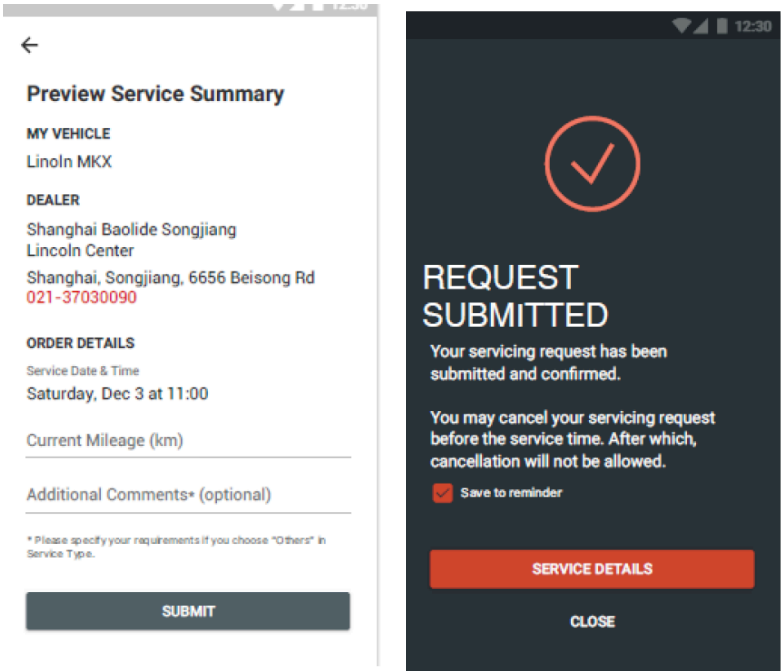 12:30
Preview Service Summary
MY VEHICLE
Linoln MKX
DEALER
Shanghai Baolide Songjiang
Lincoln Center
Shanghai, Songjiang, 6656 Beisong Rd
021-37030090
ORDER DETAILS
Service Date & Time
Saturday, Dec 3 at 11:00
Current Mileage (km)
Additional Comments* (optional)
* Please specify your requirements if you choose "Others" in
Service Type.
SUBMIT
12:30
REQUEST
SUBMITTED
Your servicing request has been
submitted and confirmed.
You may cancel your servicing request
before the service time. After which,
cancellation will not be allowed.
Save to reminder
SERVICE DETAILS
CLOSE